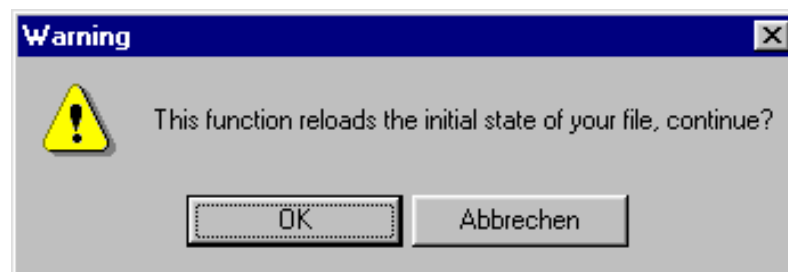 Warning
This function reloads the initial state of your file, continue?
OK
Abbrechen